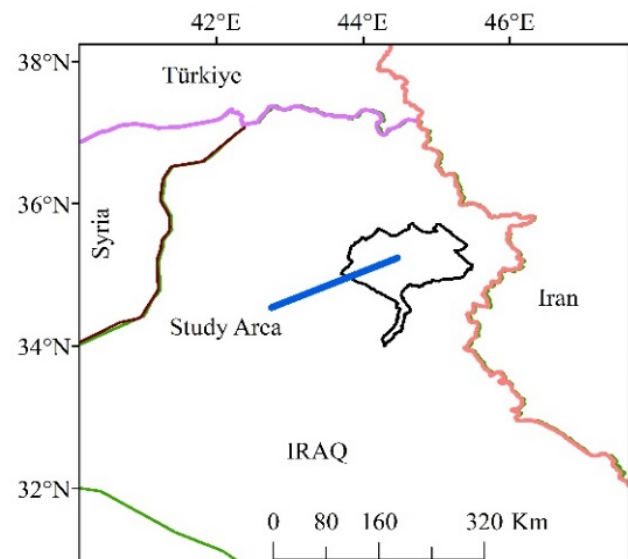 42°E 44°E 46°E
38°N
Türkiye
36°N
Syria
Iran
Study Area
34°N
IRAQ
32°N
0 80 160 320 Km